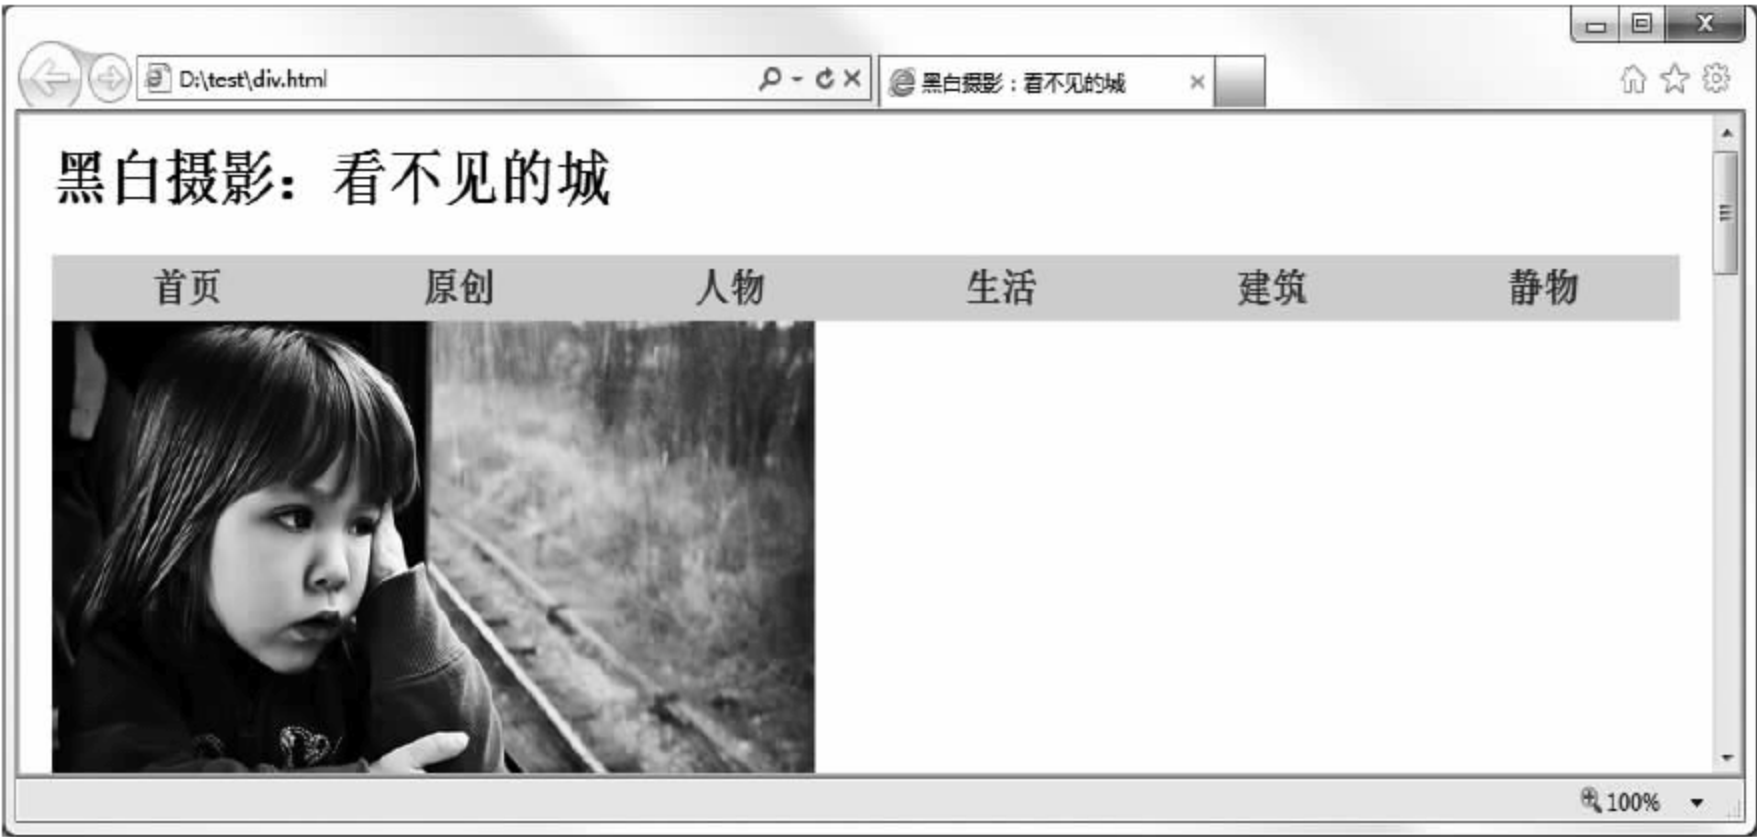 D:\test\div.html
黑白摄影：看不见的城
黑白摄影：看不见的城
首页 原创 人物 生活 建筑 静物
100%